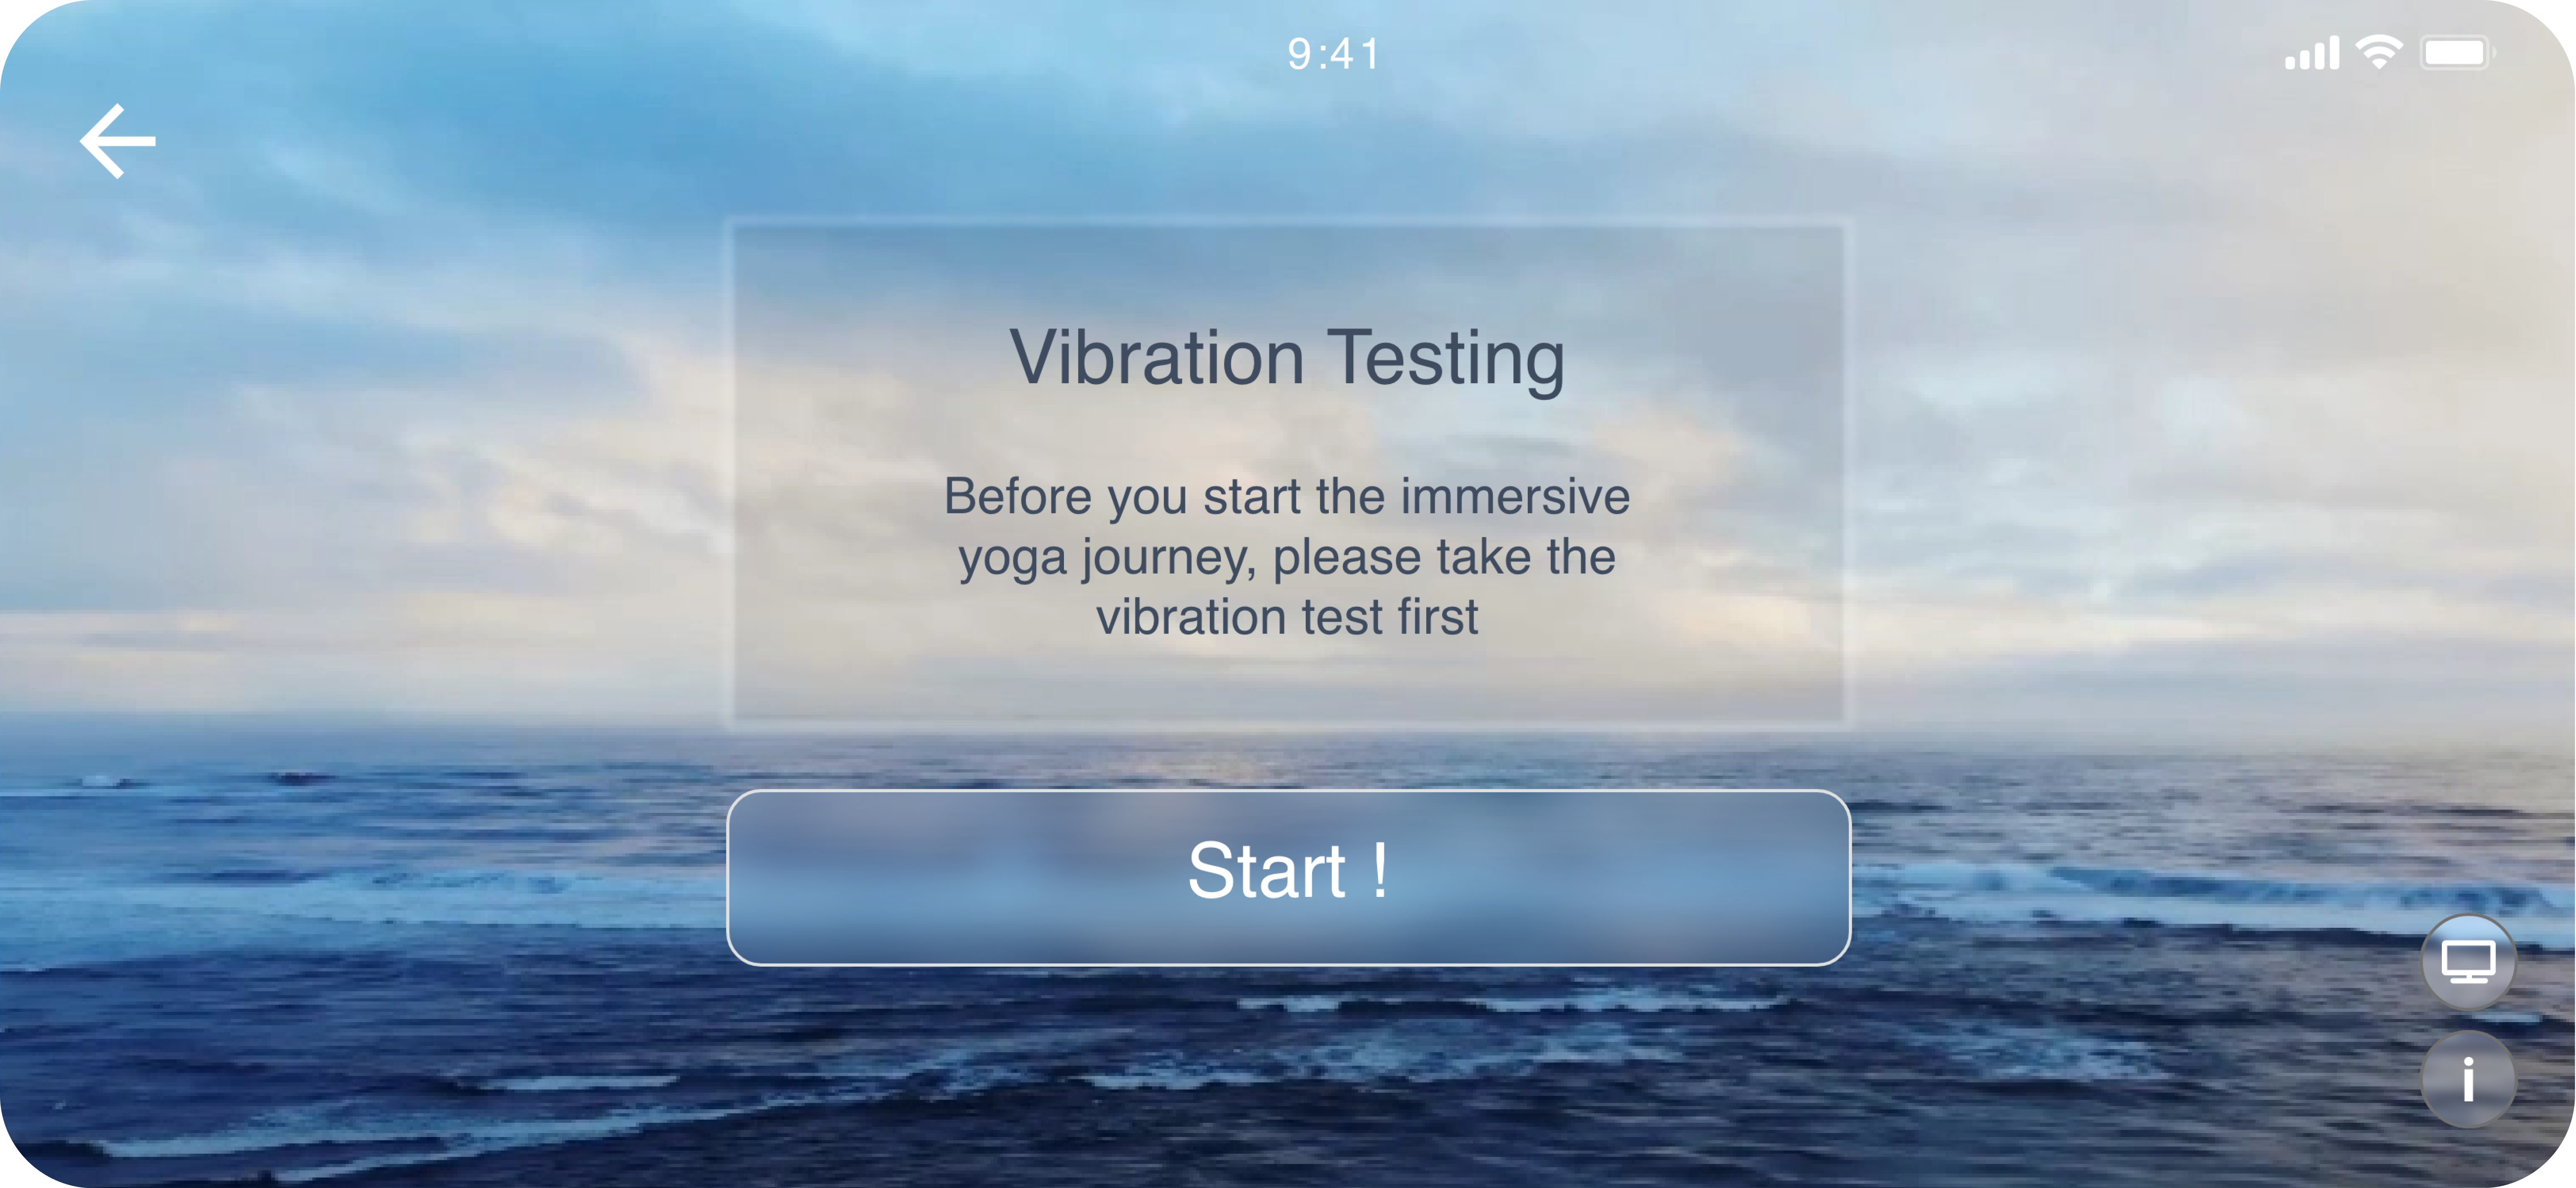 9:41
Vibration Testing
Before you start the immersive
yoga journey, please take the
vibration test first
Start !
i